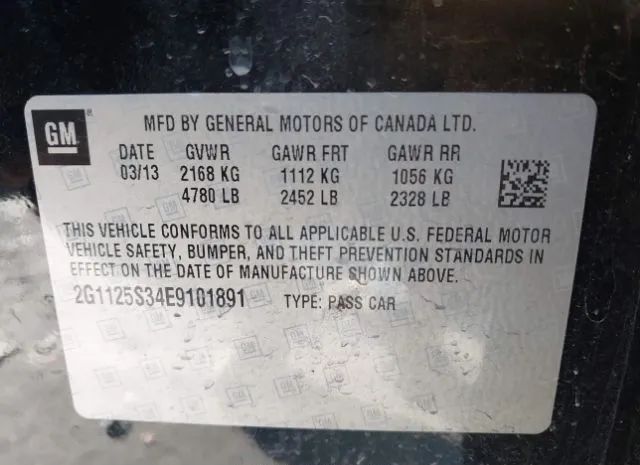 GM®
MFD BY GENERAL MOTORS OF CANADA LTD.
DATE GVWR GAWR FRT GAWR RR
03/13 2168 KG 1112 KG 1056 KG
4780 LB 2452 LB 2328 LB
THIS VEHICLE CONFORMS TO ALL APPLICABLE U.S. FEDERAL MOTOR
VEHICLE SAFETY, BUMPER, AND THEFT PREVENTION STANDARDS IN
EFFECT ON THE DATE OF MANUFACTURE SHOWN ABOVE.
2G1125S34E9101891 TYPE: PASS CAR